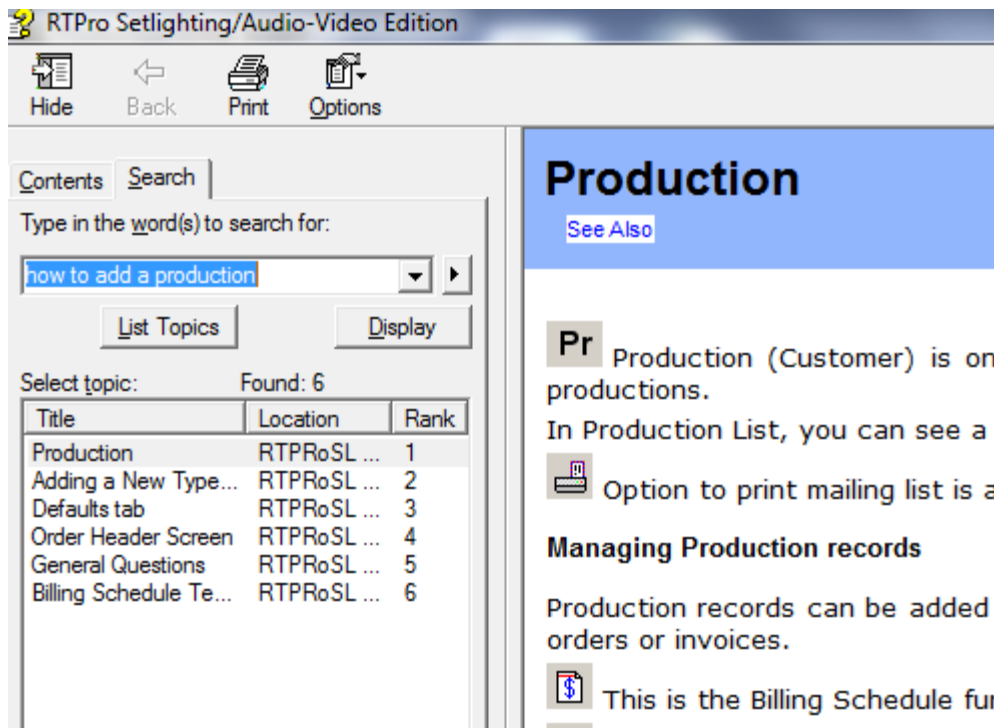 RTPro Setlighting/Audio-Video Edition
Hide Back Print Options
Contents Search
Type in the word(s) to search for:
how to add a production
List Topics Display
Select topic: Found: 6
Title Location Rank
Production RTPRoSL ... 1
Adding a New Type... RTPRoSL ... 2
Defaults tab RTPRoSL ... 3
Order Header Screen RTPRoSL ... 4
General Questions RTPRoSL ... 5
Billing Schedule Te... RTPRoSL ... 6
Production
See Also
Pr Production (Customer) is on
productions.
In Production List, you can see a
Option to print mailing list is a
Managing Production records
Production records can be added
orders or invoices.
This is the Billing Schedule fu